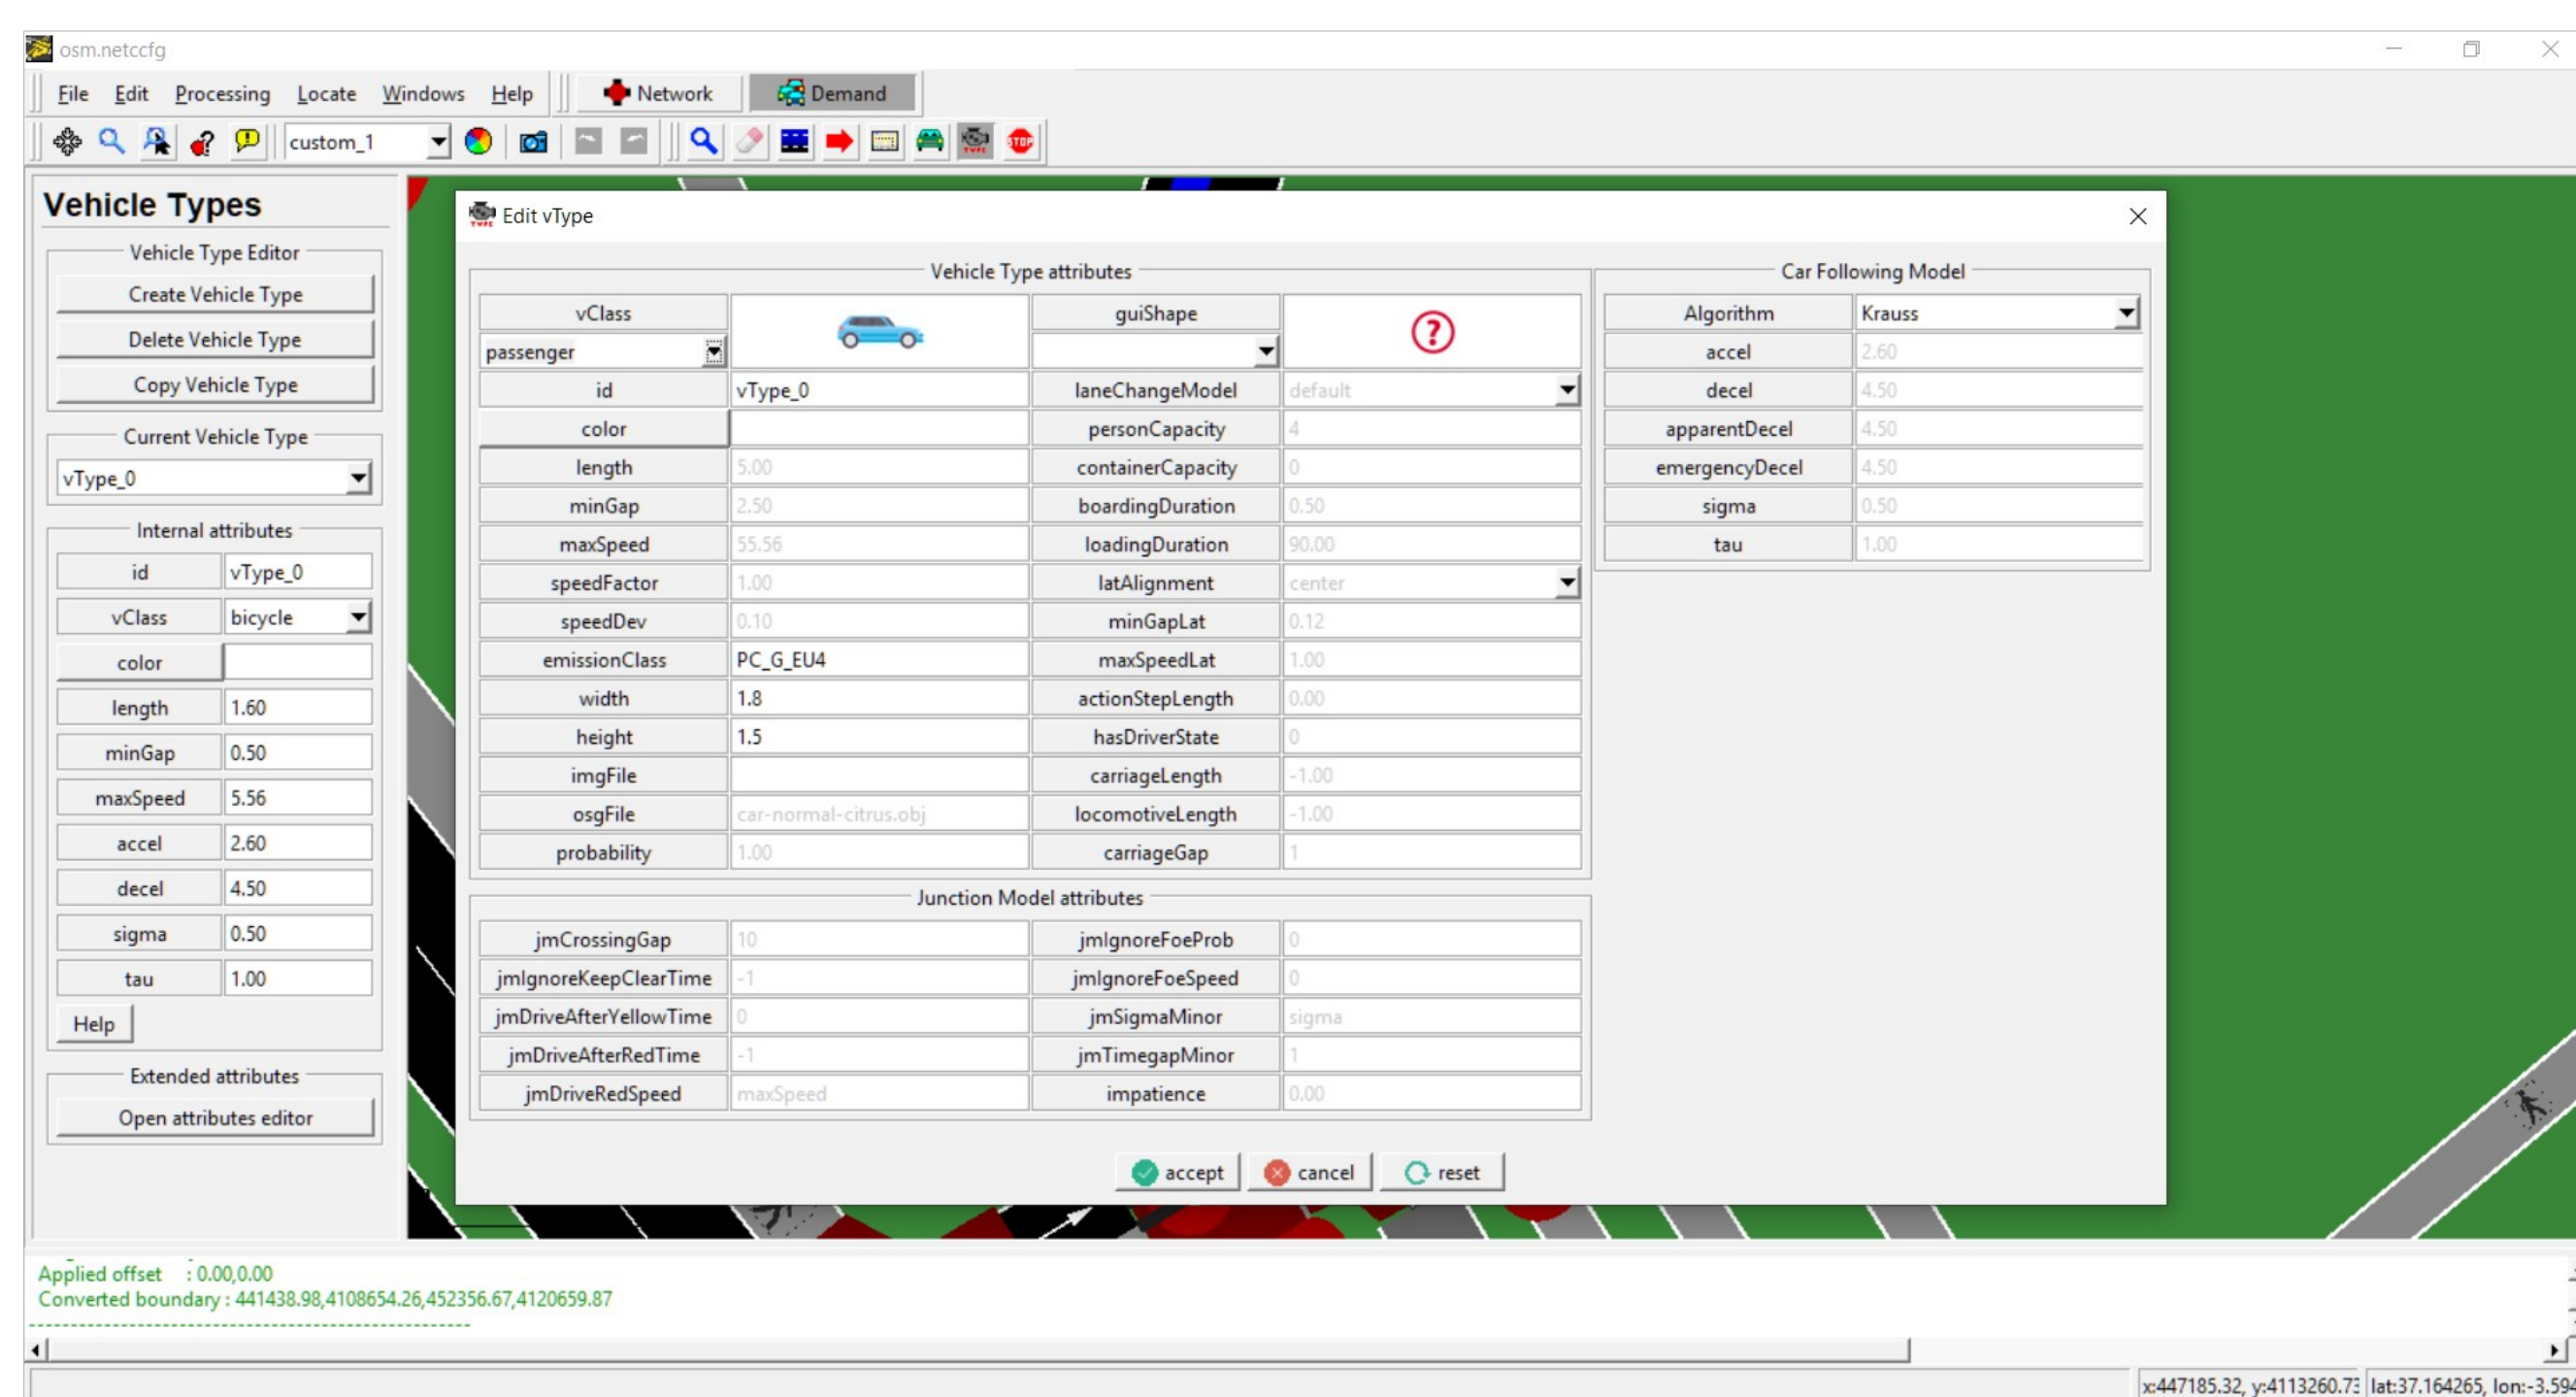 osm.netccfg
File Edit Processing Locate Windows Help Network Demand
custom_1 TYPE STOP
Vehicle Types
Vehicle Type Editor
Create Vehicle Type
Delete Vehicle Type
Copy Vehicle Type
Current Vehicle Type
vType_0
Internal attributes
id vType_0
vClass bicycle
color
length 1.60
minGap 0.50
maxSpeed 5.56
accel 2.60
decel 4.50
sigma 0.50
tau 1.00
Help
Extended attributes
Open attributes editor
TYPE Edit vType
Vehicle Type attributes
vClass guiShape
passenger ?
id vType_0 laneChangeModel default
color personCapacity 4
length 5.00 containerCapacity 0
minGap 2.50 boardingDuration 0.50
maxSpeed 55.56 loadingDuration 90.00
speedFactor 1.00 latAlignment center
speedDev 0.10 minGapLat 0.12
emissionClass PC_G_EU4 maxSpeedLat 1.00
width 1.8 actionStepLength 0.00
height 1.5 hasDriverState 0
imgFile carriageLength -1.00
osgFile car-normal-citrus.obj locomotiveLength -1.00
probability 1.00 carriageGap 1
Junction Model attributes
jmCrossingGap 10 jmIgnoreFoeProb 0
jmIgnoreKeepClearTime -1 jmIgnoreFoeSpeed 0
jmDriveAfterYellowTime 0 jmSigmaMinor sigma
jmDriveAfterRedTime -1 jmTimegapMinor 1
jmDriveRedSpeed maxSpeed impatience 0.00
Car Following Model
Algorithm Krauss
accel 2.60
decel 4.50
apparentDecel 4.50
emergencyDecel 4.50
sigma 0.50
tau 1.00
accept cancel reset
Applied offset : 0.00,0.00
Converted boundary : 441438.98,4108654.26,452356.67,4120659.87
--------------------------------------------------
x:447185.32, y:4113260.73 lat:37.164265, lon:-3.594